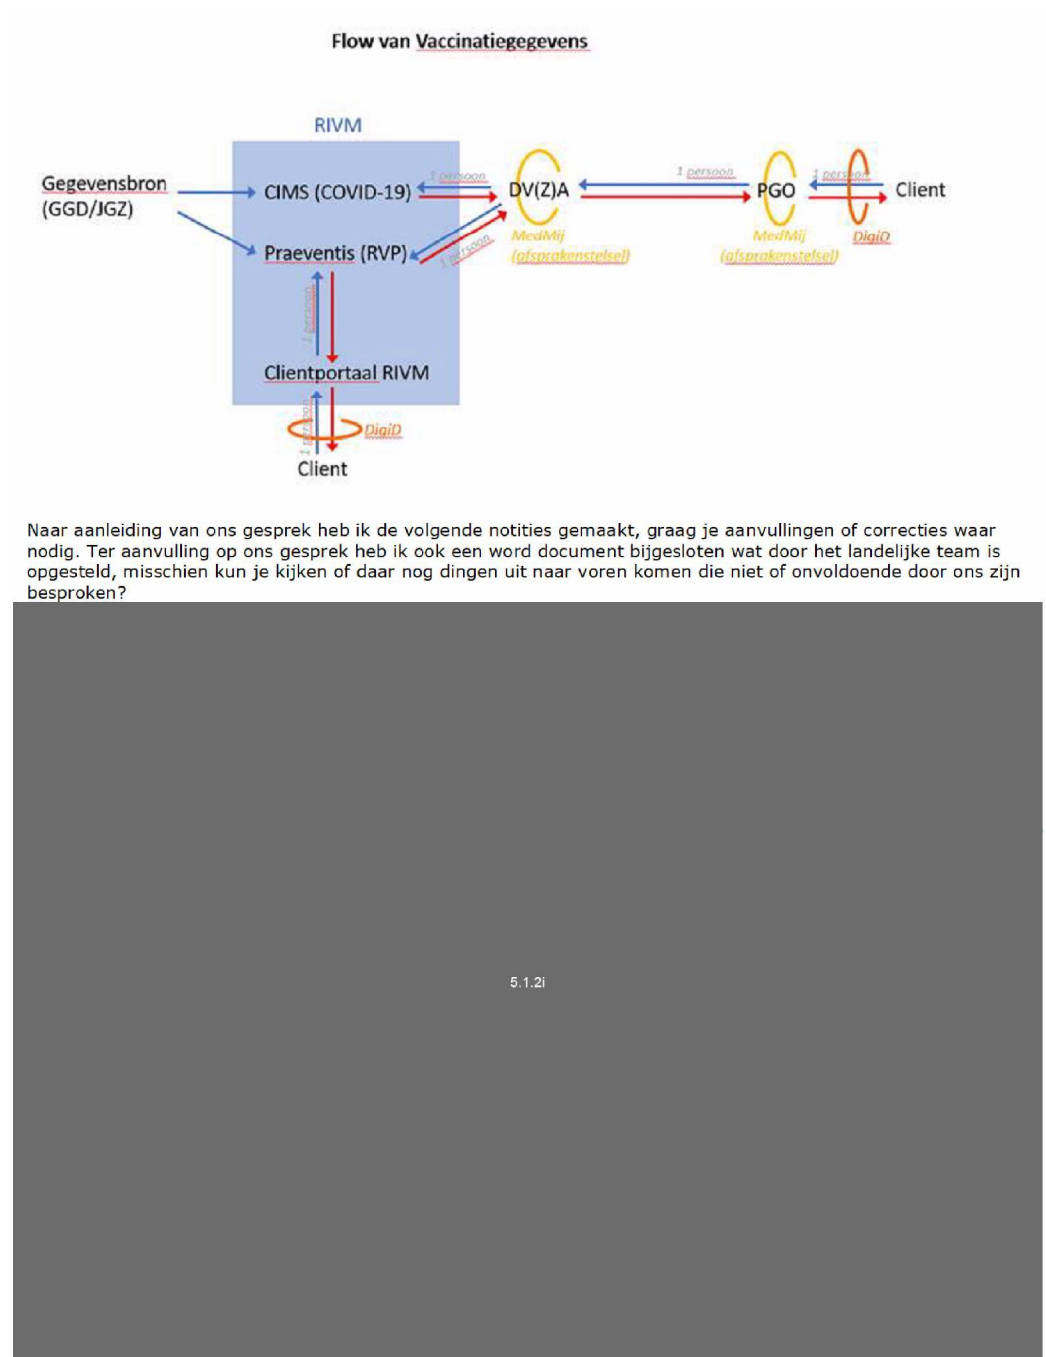 Flow van Vaccinatiegegevens
RIVM
Gegevensbron
(GGD/JGZ)
CIMS (COVID-19)
1 persoon
DV(Z)A
1 persoon
PGO
1 persoon
Client
MedMij
(afsprakenstelsel)
MedMij
(afsprakenstelsel)
DigiD
Praeventis (RVP)
1 persoon
1 persoon
Clientportaal RIVM
1 persoon
DigiD
Client
Naar aanleiding van ons gesprek heb ik de volgende notities gemaakt, graag je aanvullingen of correcties waar
nodig. Ter aanvulling op ons gesprek heb ik ook een word document bijgesloten wat door het landelijke team is
opgesteld, misschien kun je kijken of daar nog dingen uit naar voren komen die niet of onvoldoende door ons zijn
besproken?
5.1.2i